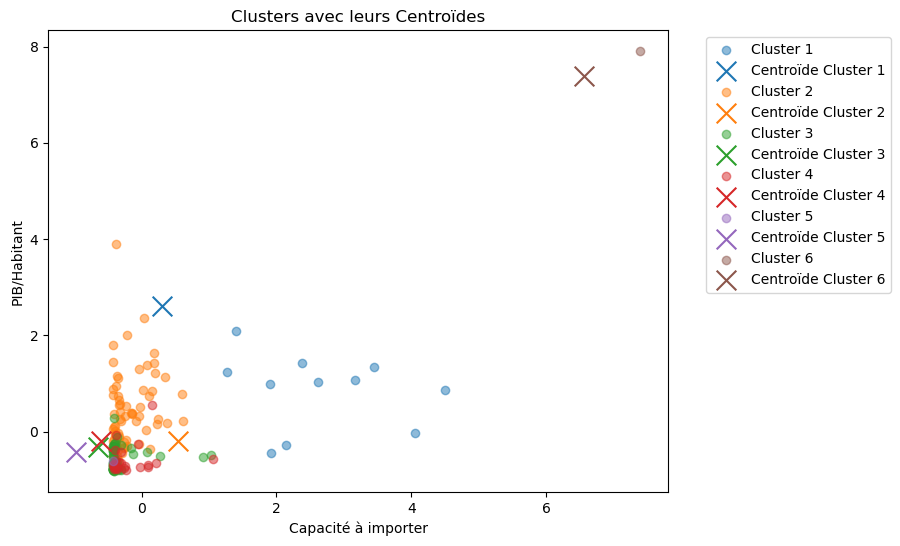 Clusters avec leurs Centroïdes
8
6
4
2
0
PIB/Habitant
0
2
4
6
Capacité à importer
Cluster 1
Centroïde Cluster 1
Cluster 2
Centroïde Cluster 2
Cluster 3
Centroïde Cluster 3
Cluster 4
Centroïde Cluster 4
Cluster 5
Centroïde Cluster 5
Cluster 6
Centroïde Cluster 6